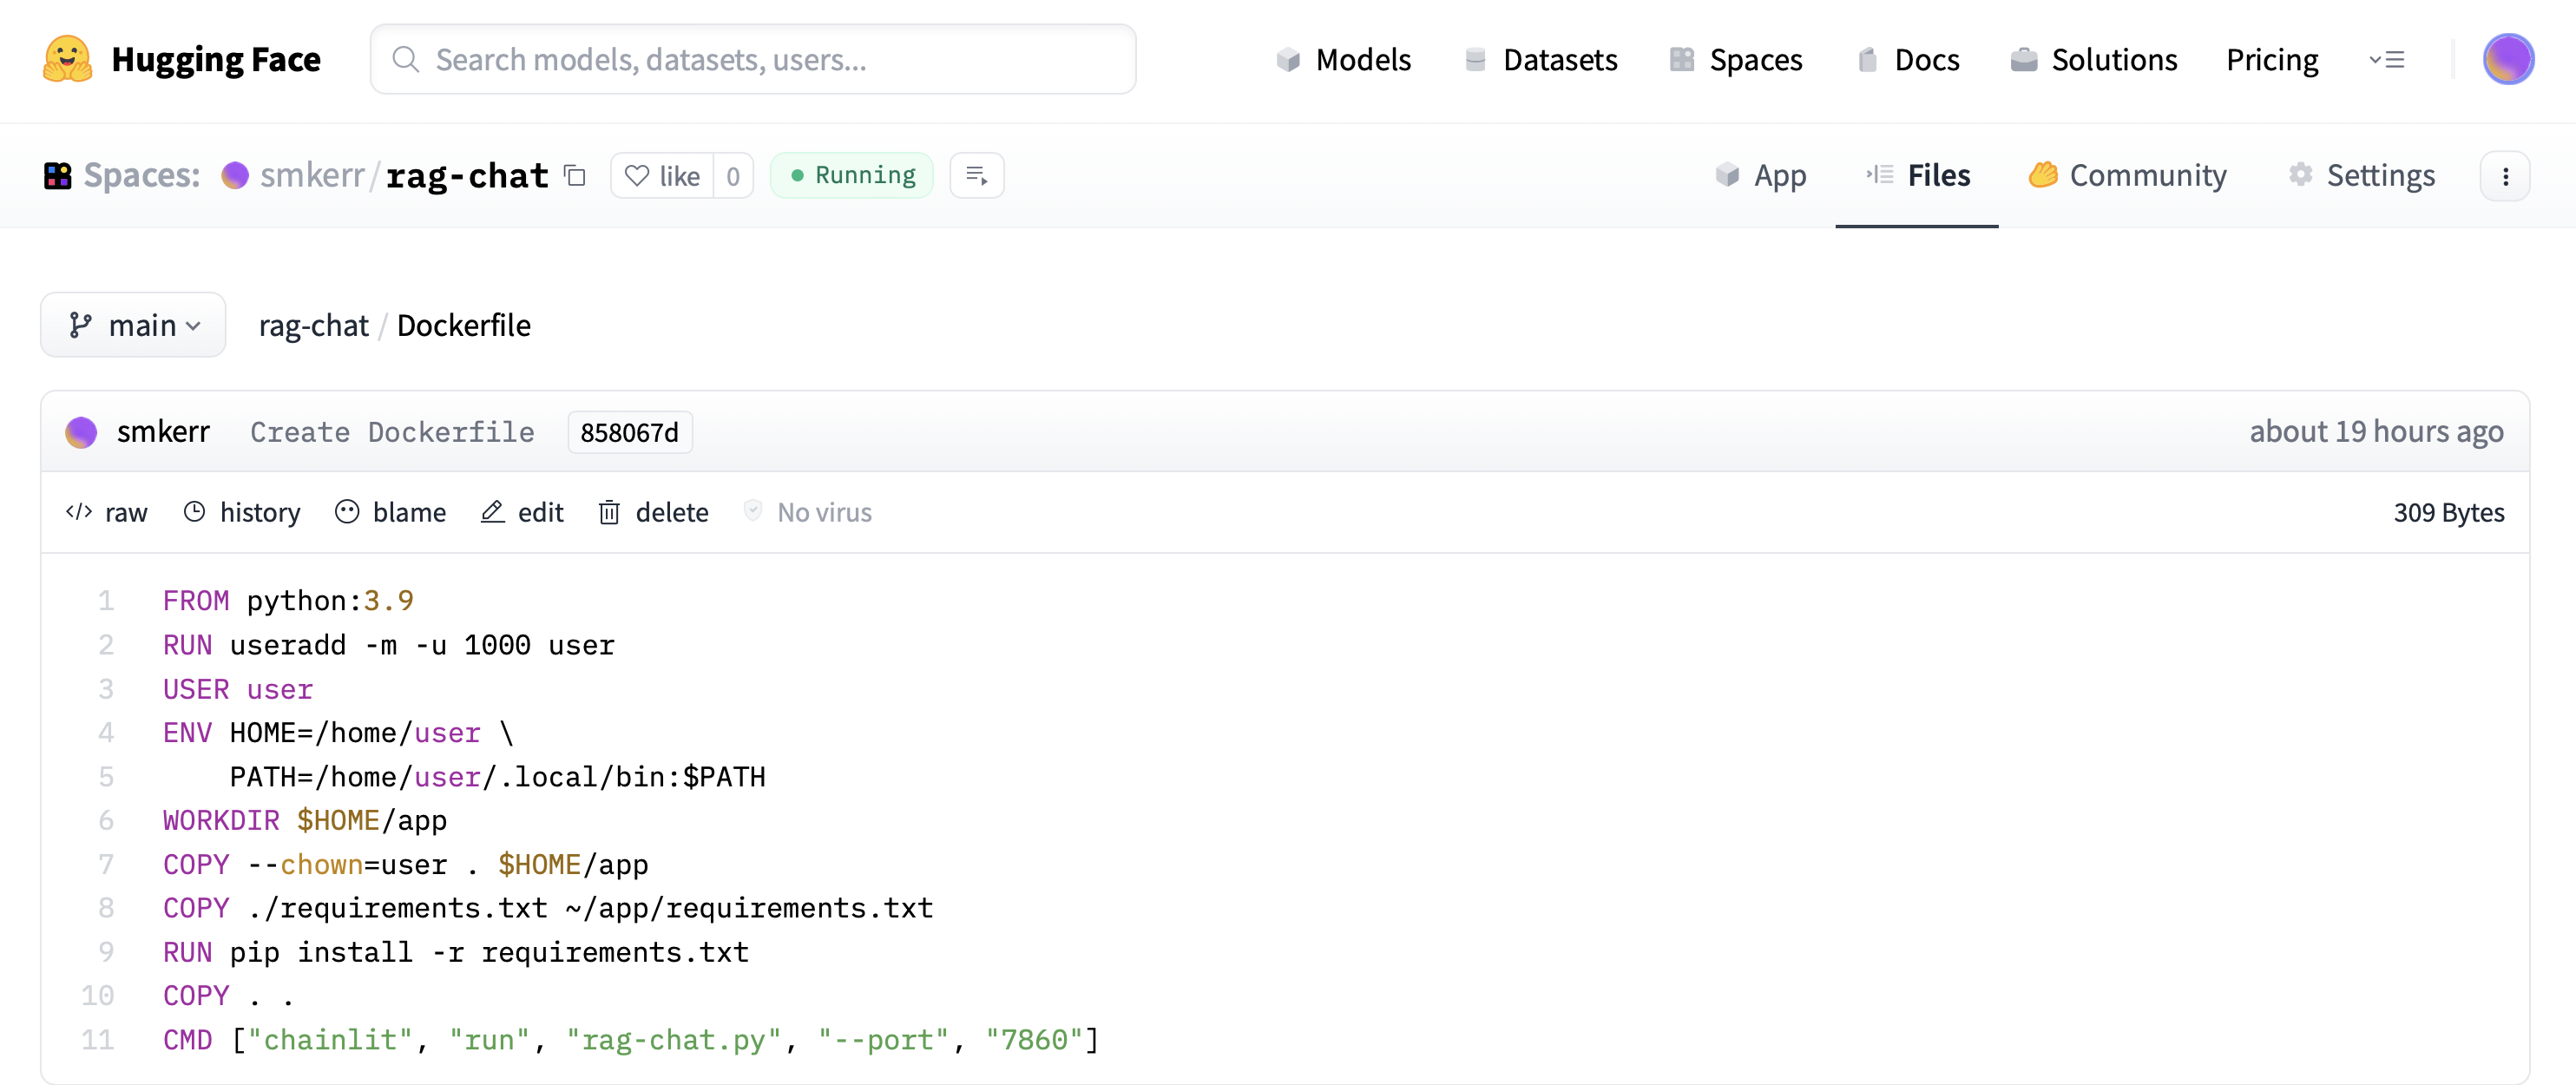 Hugging Face Search models, datasets, users... Models Datasets Spaces Docs Solutions Pricing
Spaces: smkerr/rag-chat like 0 Running App Files Community Settings
main rag-chat / Dockerfile
smkerr Create Dockerfile 858067d about 19 hours ago
</> raw history blame edit delete No virus 309 Bytes
1 FROM python:3.9
2 RUN useradd -m -u 1000 user
3 USER user
4 ENV HOME=/home/user \
5     PATH=/home/user/.local/bin:$PATH
6 WORKDIR $HOME/app
7 COPY --chown=user . $HOME/app
8 COPY ./requirements.txt ~/app/requirements.txt
9 RUN pip install -r requirements.txt
10 COPY . .
11 CMD ["chainlit", "run", "rag-chat.py", "--port", "7860"]